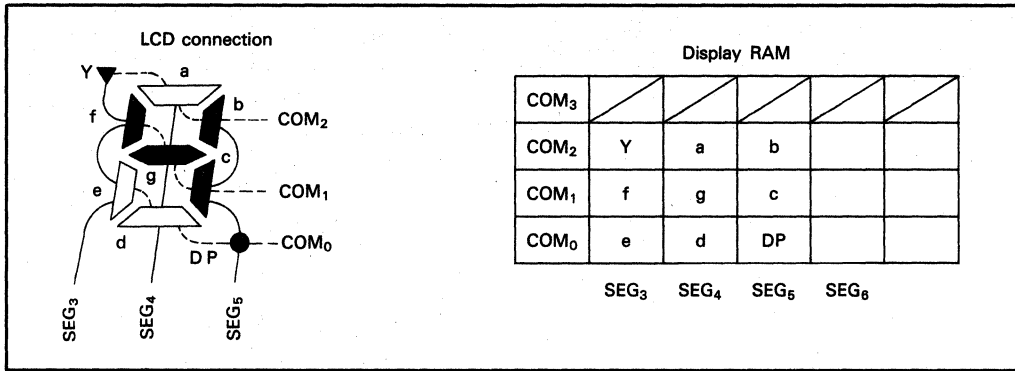 LCD connection
Y
a
b
f
COM₂
c
g
e
COM₁
d
DP
COM₀
SEG₃
SEG₄
SEG₅
Display RAM
COM₃
COM₂ Y a b
COM₁ f g c
COM₀ e d DP
SEG₃ SEG₄ SEG₅ SEG₆